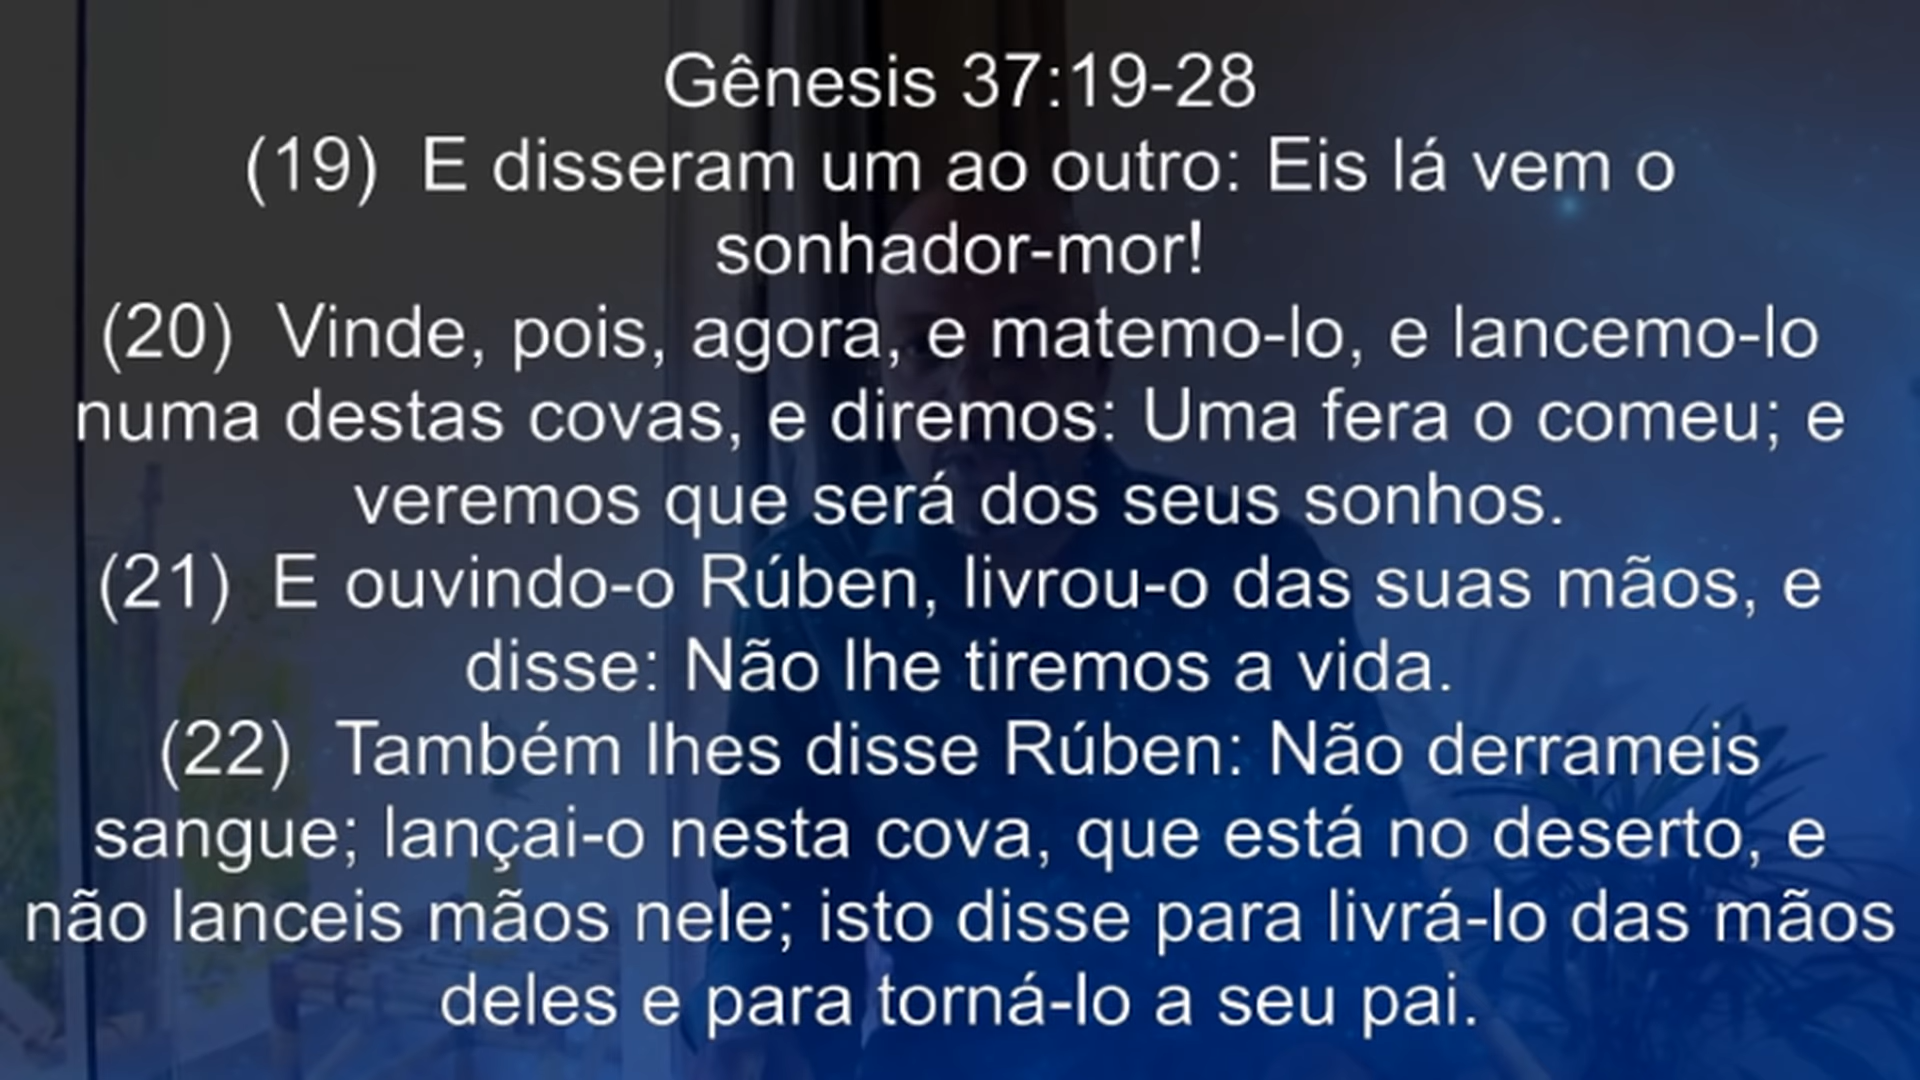 Gênesis 37:19-28
(19)  E disseram um ao outro: Eis lá vem o
sonhador-mor!
(20)  Vinde, pois, agora, e matemo-lo, e lancemo-lo
numa destas covas, e diremos: Uma fera o comeu; e
veremos que será dos seus sonhos.
(21)  E ouvindo-o Rúben, livrou-o das suas mãos, e
disse: Não lhe tiremos a vida.
(22)  Também lhes disse Rúben: Não derrameis
sangue; lançai-o nesta cova, que está no deserto, e
não lanceis mãos nele; isto disse para livrá-lo das mãos
deles e para torná-lo a seu pai.